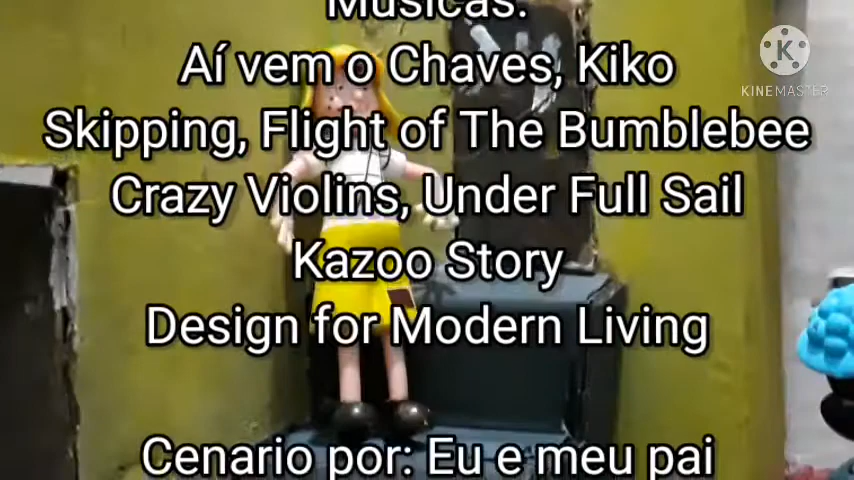 Músicas:
Aí vem o Chaves, Kiko
Skipping, Flight of The Bumblebee
Crazy Violins, Under Full Sail
Kazoo Story
Design for Modern Living
Cenario por: Eu e meu pai
K
KINEMASTER